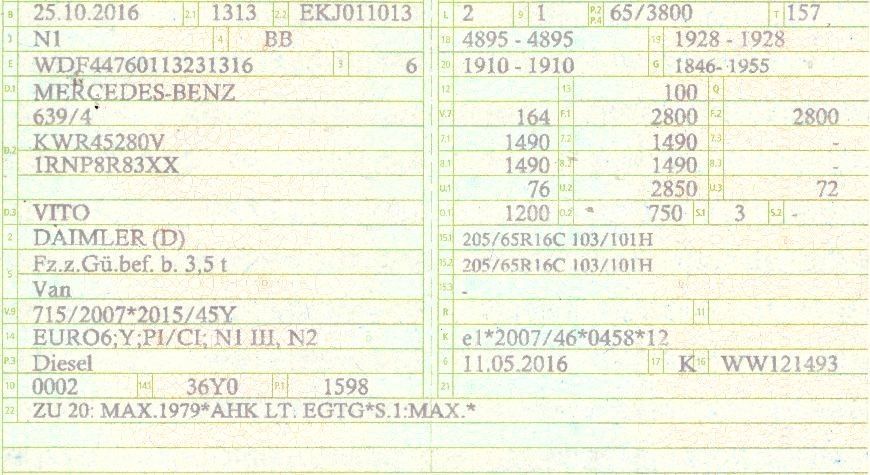 B 25.10.2016 2.1 1313 2.2 EKJ011013
J N1 4 BB
E WDF44760113231316 3 6
D.1 MERCEDES-BENZ
639/4
D.2 KWR45280V
1RNP8R83XX
D.3 VITO
2 DAIMLER (D)
5 Fz.z.Gü.bef. b. 3,5 t
Van
V.9 715/2007*2015/45Y
14 EURO6;Y;PI/CI; N1 III, N2
P.3 Diesel
10 0002 14.1 36Y0 P.1 1598
22 ZU 20: MAX.1979*AHK LT. EGTG*S.1:MAX.*
L 2 9 1 P.2 P.4 65/3800 T 157
18 4895 - 4895 19 1928 - 1928
20 1910 - 1910 G 1846- 1955
12 13 100 Q
V.7 164 F.1 2800 F.2 2800
7.1 1490 7.2 1490 7.3 -
8.1 1490 8.2 1490 8.3 -
U.1 76 U.2 2850 U.3 72
O.1 1200 O.2 750 S.1 3 S.2 -
15.1 205/65R16C 103/101H
15.2 205/65R16C 103/101H
15.3 -
R 11
K e1*2007/46*0458*12
6 11.05.2016 17 K 16 WW121493
21